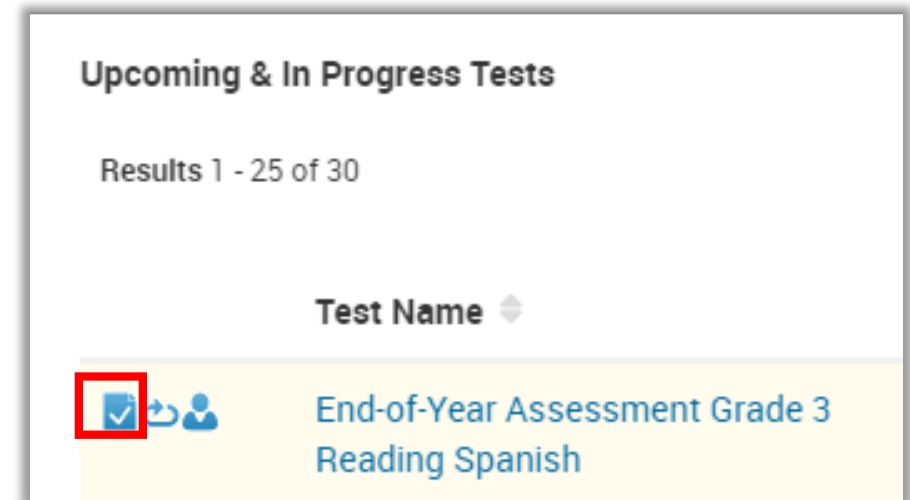 Upcoming & In Progress Tests
Results 1 - 25 of 30
Test Name
End-of-Year Assessment Grade 3
Reading Spanish